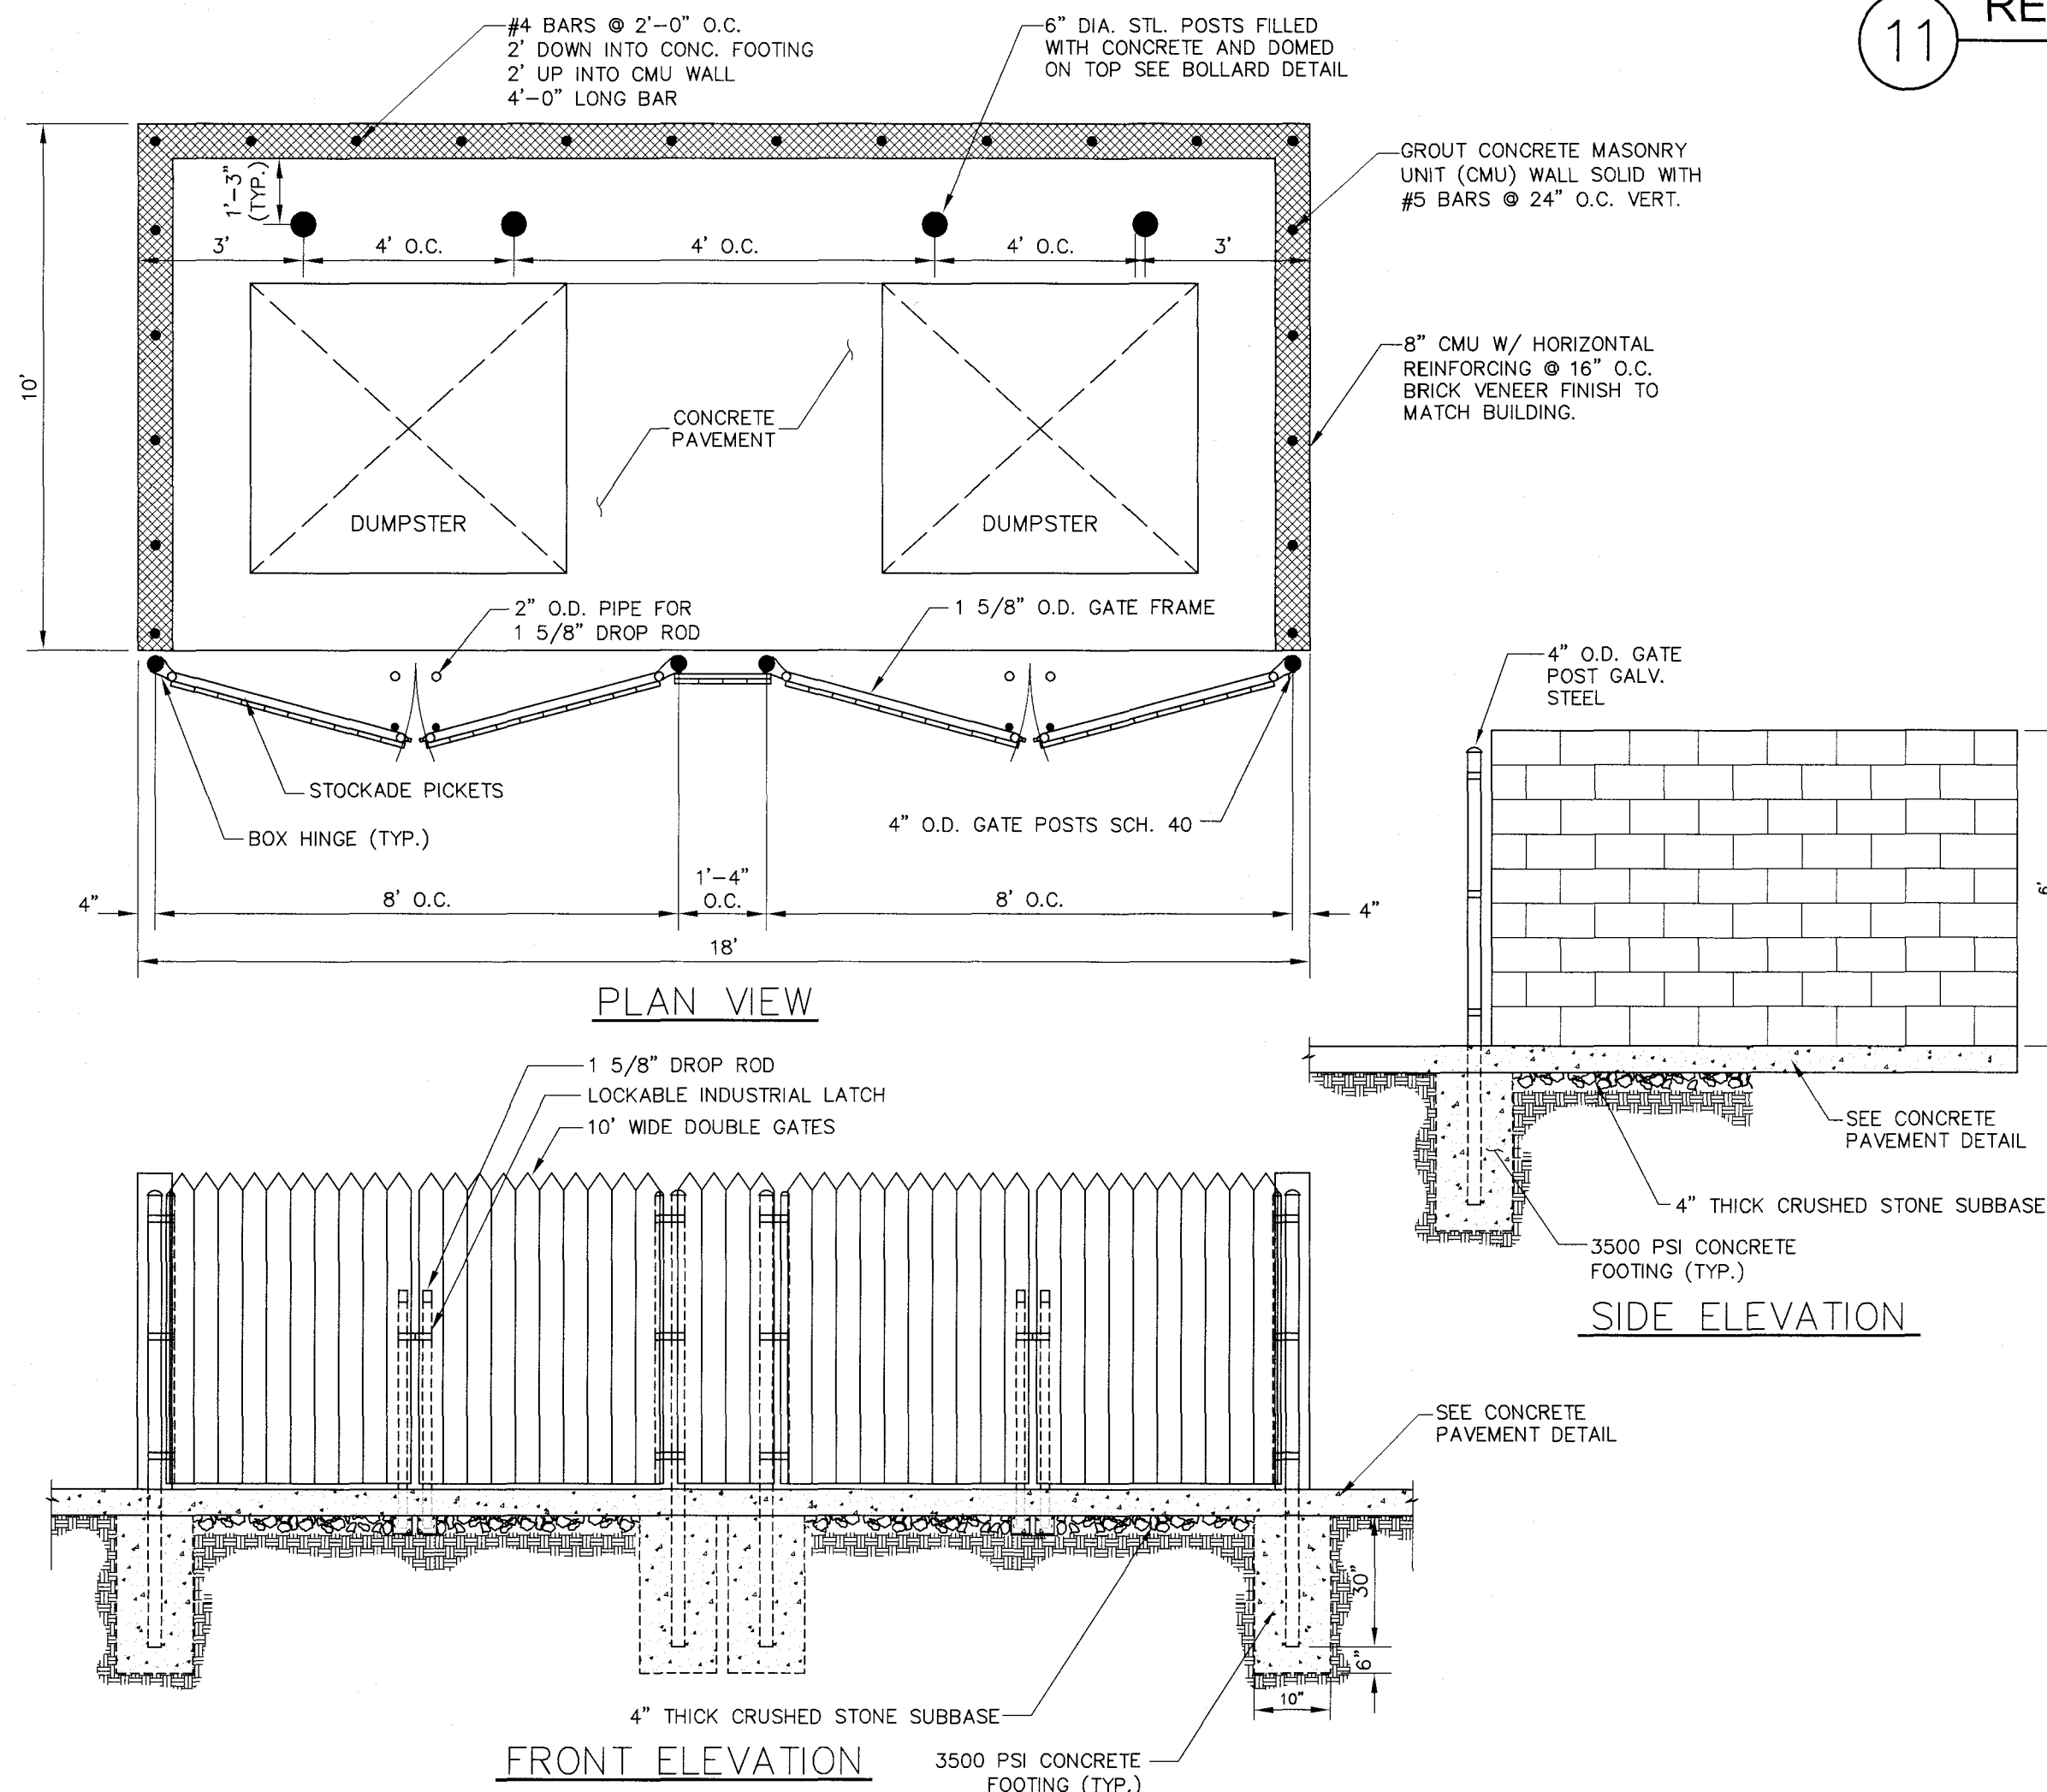 #4 BARS @ 2'-0" O.C.
2' DOWN INTO CONC. FOOTING
2' UP INTO CMU WALL
4'-0" LONG BAR
6" DIA. STL. POSTS FILLED
WITH CONCRETE AND DOMED
ON TOP SEE BOLLARD DETAIL
11
RE
GROUT CONCRETE MASONRY
UNIT (CMU) WALL SOLID WITH
#5 BARS @ 24" O.C. VERT.
1'-3"
(TYP.)
3'
4' O.C.
4' O.C.
4' O.C.
3'
10'
8" CMU W/ HORIZONTAL
REINFORCING @ 16" O.C.
BRICK VENEER FINISH TO
MATCH BUILDING.
CONCRETE
PAVEMENT
DUMPSTER
DUMPSTER
2" O.D. PIPE FOR
1 5/8" DROP ROD
1 5/8" O.D. GATE FRAME
STOCKADE PICKETS
BOX HINGE (TYP.)
4" O.D. GATE POSTS SCH. 40
4"
8' O.C.
1'-4"
O.C.
8' O.C.
4"
18'
PLAN VIEW
4" O.D. GATE
POST GALV.
STEEL
6'
SEE CONCRETE
PAVEMENT DETAIL
4" THICK CRUSHED STONE SUBBASE
3500 PSI CONCRETE
FOOTING (TYP.)
SIDE ELEVATION
1 5/8" DROP ROD
LOCKABLE INDUSTRIAL LATCH
10' WIDE DOUBLE GATES
SEE CONCRETE
PAVEMENT DETAIL
30"
6"
10"
4" THICK CRUSHED STONE SUBBASE
3500 PSI CONCRETE
FOOTING (TYP.)
FRONT ELEVATION